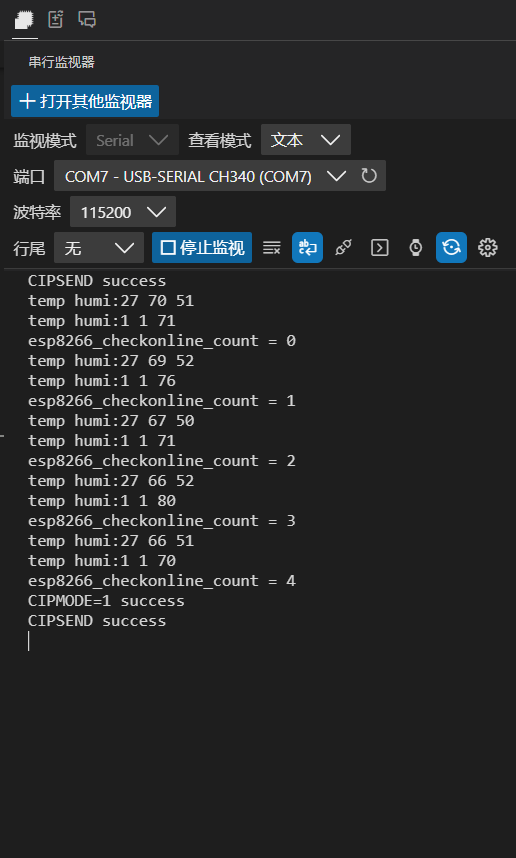 串行监视器
打开其他监视器
监视模式 Serial 查看模式 文本
端口 COM7 - USB-SERIAL CH340 (COM7)
波特率 115200
行尾 无 停止监视
CIPSEND success
temp humi:27 70 51
temp humi:1 1 71
esp8266_checkonline_count = 0
temp humi:27 69 52
temp humi:1 1 76
esp8266_checkonline_count = 1
temp humi:27 67 50
temp humi:1 1 71
esp8266_checkonline_count = 2
temp humi:27 66 52
temp humi:1 1 80
esp8266_checkonline_count = 3
temp humi:27 66 51
temp humi:1 1 70
esp8266_checkonline_count = 4
CIPMODE=1 success
CIPSEND success